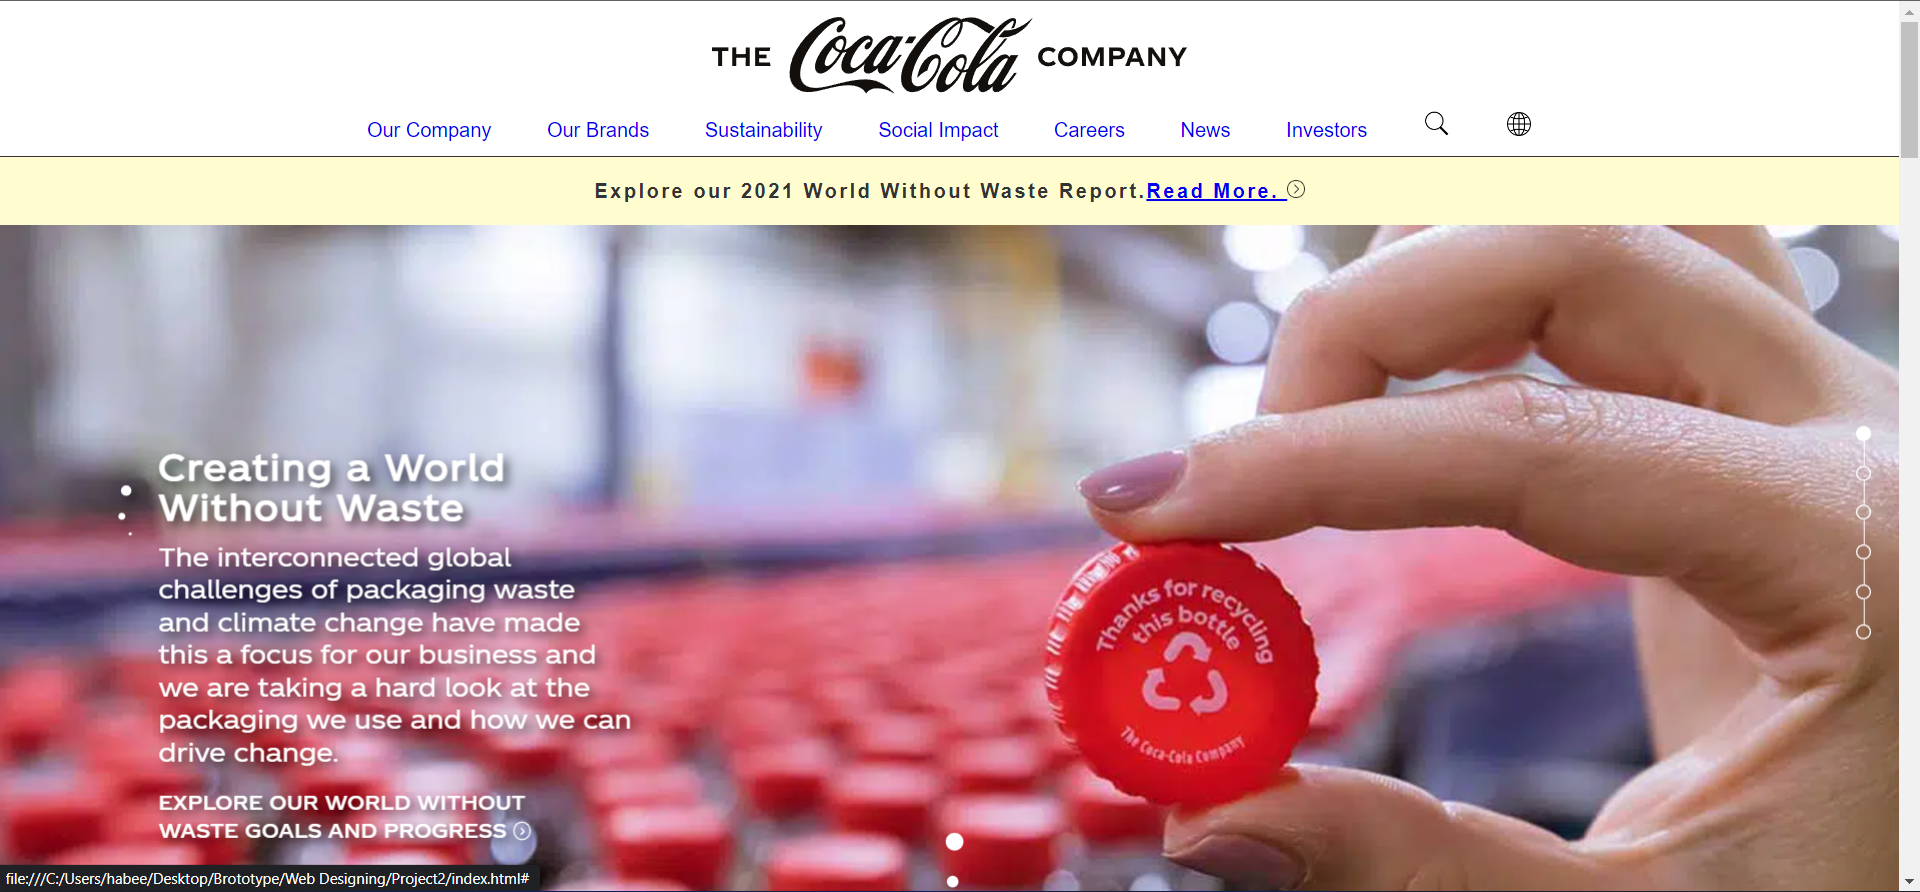 THE Coca-Cola COMPANY
Our Company Our Brands Sustainability Social Impact Careers News Investors
Explore our 2021 World Without Waste Report.Read More.
Creating a World
Without Waste
The interconnected global
challenges of packaging waste
and climate change have made
this a focus for our business and
we are taking a hard look at the
packaging we use and how we can
drive change.
EXPLORE OUR WORLD WITHOUT
WASTE GOALS AND PROGRESS
Thanks for recycling
this bottle
The Coca-Cola Company
file:///C:/Users/habee/Desktop/Brototype/Web Designing/Project2/index.html#